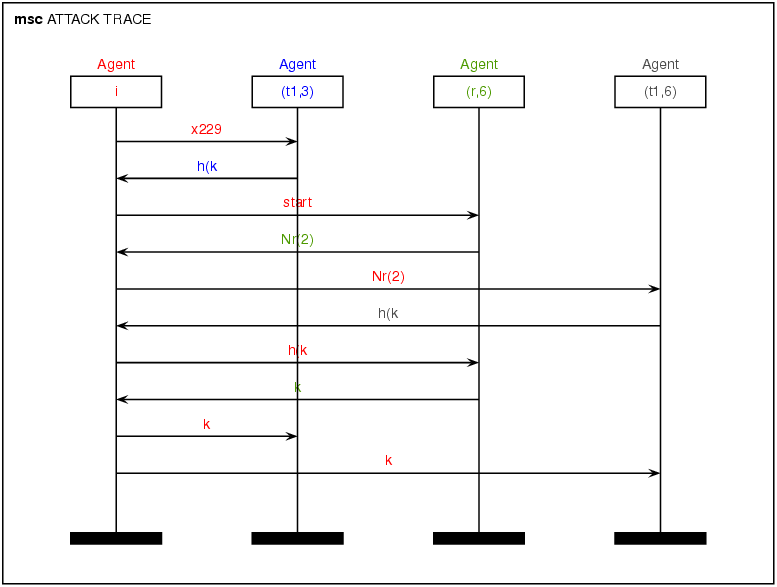 msc ATTACK TRACE
Agent Agent Agent Agent
i (t1,3) (r,6) (t1,6)
x229
h(k
start
Nr(2)
Nr(2)
h(k
h(k
k
k
k